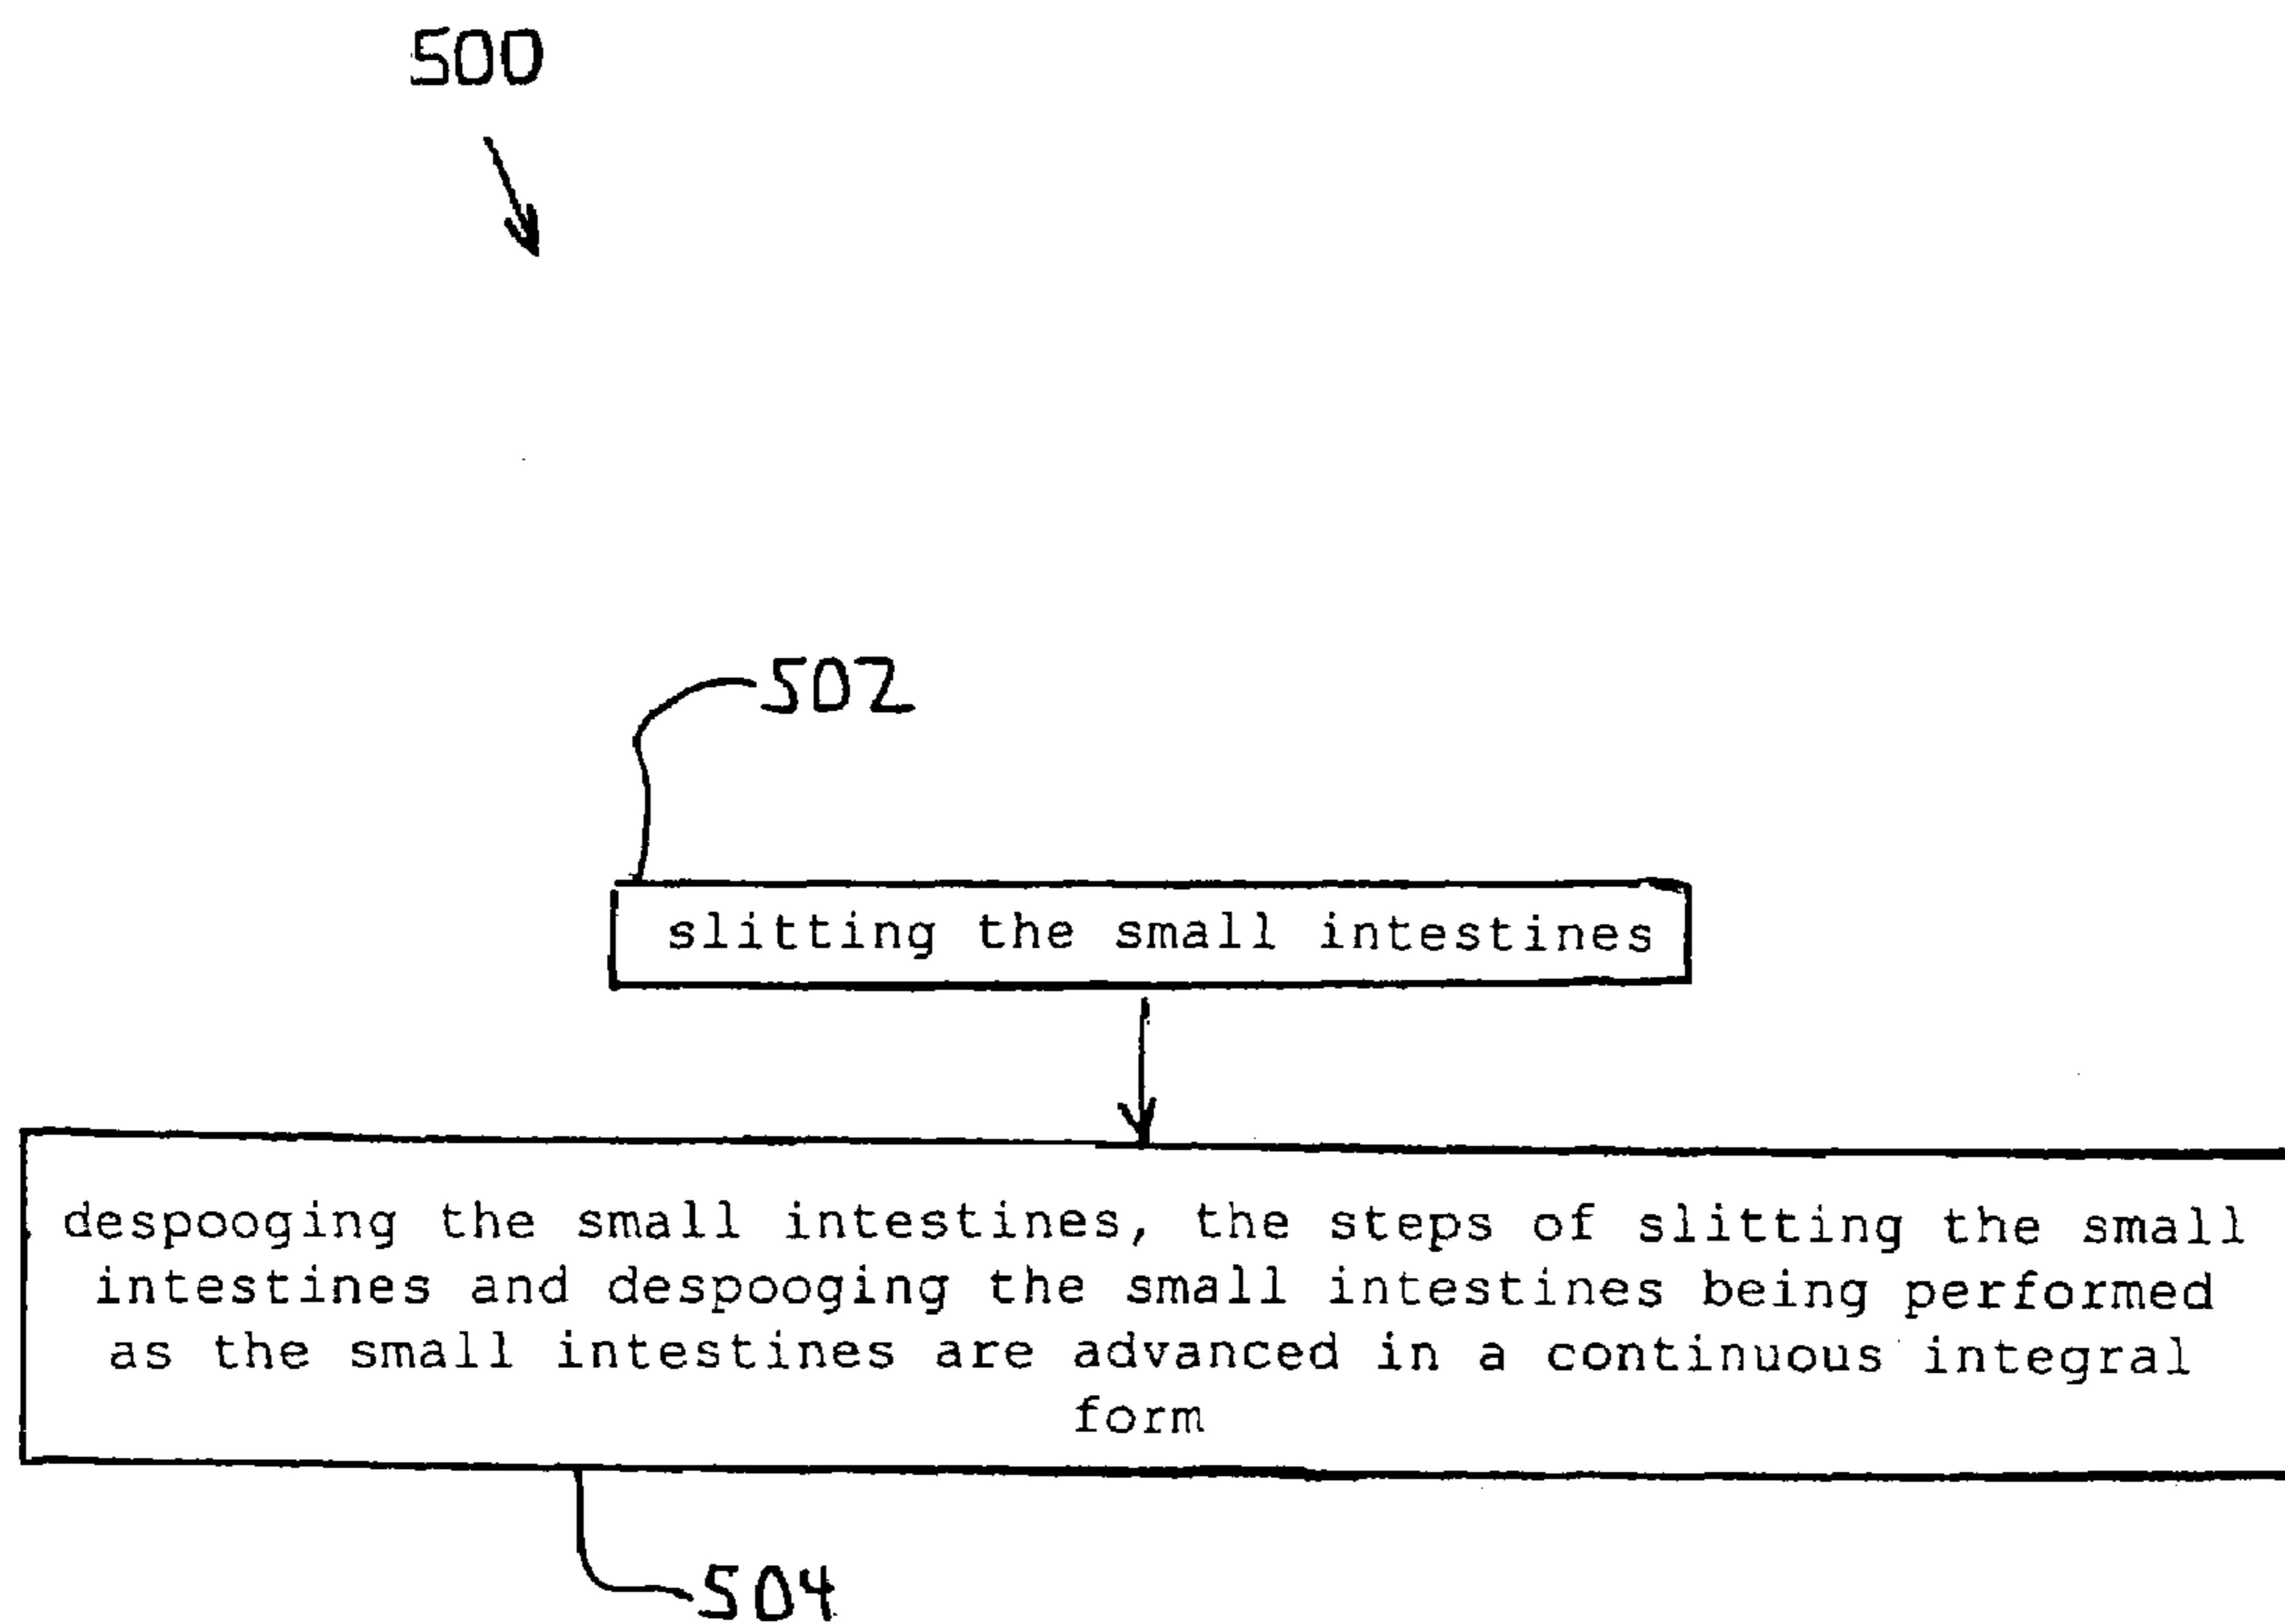 500
502
slitting the small intestines
despooging the small intestines, the steps of slitting the small
intestines and despooging the small intestines being performed
as the small intestines are advanced in a continuous integral
form
504